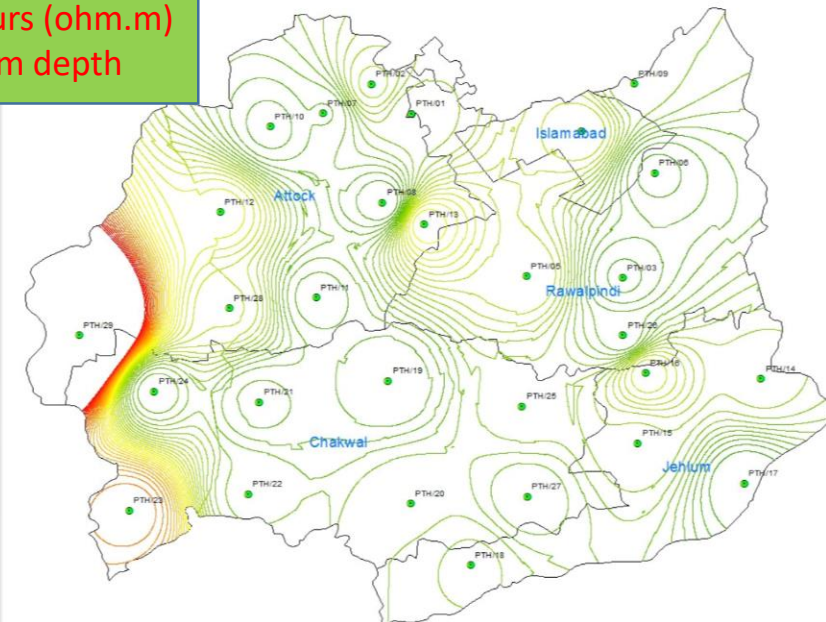 urs (ohm.m)
m depth
PTH/02
PTH/09
PTH/07
PTH/01
PTH/10
Islamabad
PTH/06
Attock
PTH/08
PTH/12
PTH/13
PTH/05
PTH/03
Rawalpindi
PTH/11
PTH/28
PTH/29
PTH/26
PTH/16
PTH/14
PTH/19
PTH/24
PTH/21
PTH/25
Chakwal
PTH/15
Jehlum
PTH/17
PTH/22
PTH/20
PTH/27
PTH/23
PTH/18